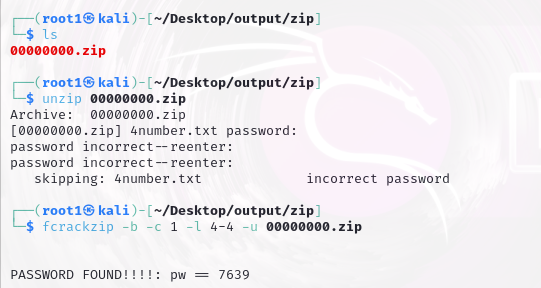 ┌──(root1㉿kali)-[~/Desktop/output/zip]
└─$ ls
00000000.zip
┌──(root1㉿kali)-[~/Desktop/output/zip]
└─$ unzip 00000000.zip
Archive:  00000000.zip
[00000000.zip] 4number.txt password:
password incorrect--reenter:
password incorrect--reenter:
   skipping: 4number.txt             incorrect password
┌──(root1㉿kali)-[~/Desktop/output/zip]
└─$ fcrackzip -b -c 1 -l 4-4 -u 00000000.zip
PASSWORD FOUND!!!!: pw == 7639